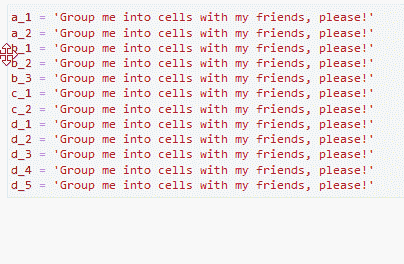 a_1 = 'Group me into cells with my friends, please!'
a_2 = 'Group me into cells with my friends, please!'
b_1 = 'Group me into cells with my friends, please!'
b_2 = 'Group me into cells with my friends, please!'
b_3 = 'Group me into cells with my friends, please!'
c_1 = 'Group me into cells with my friends, please!'
c_2 = 'Group me into cells with my friends, please!'
d_1 = 'Group me into cells with my friends, please!'
d_2 = 'Group me into cells with my friends, please!'
d_3 = 'Group me into cells with my friends, please!'
d_4 = 'Group me into cells with my friends, please!'
d_5 = 'Group me into cells with my friends, please!'